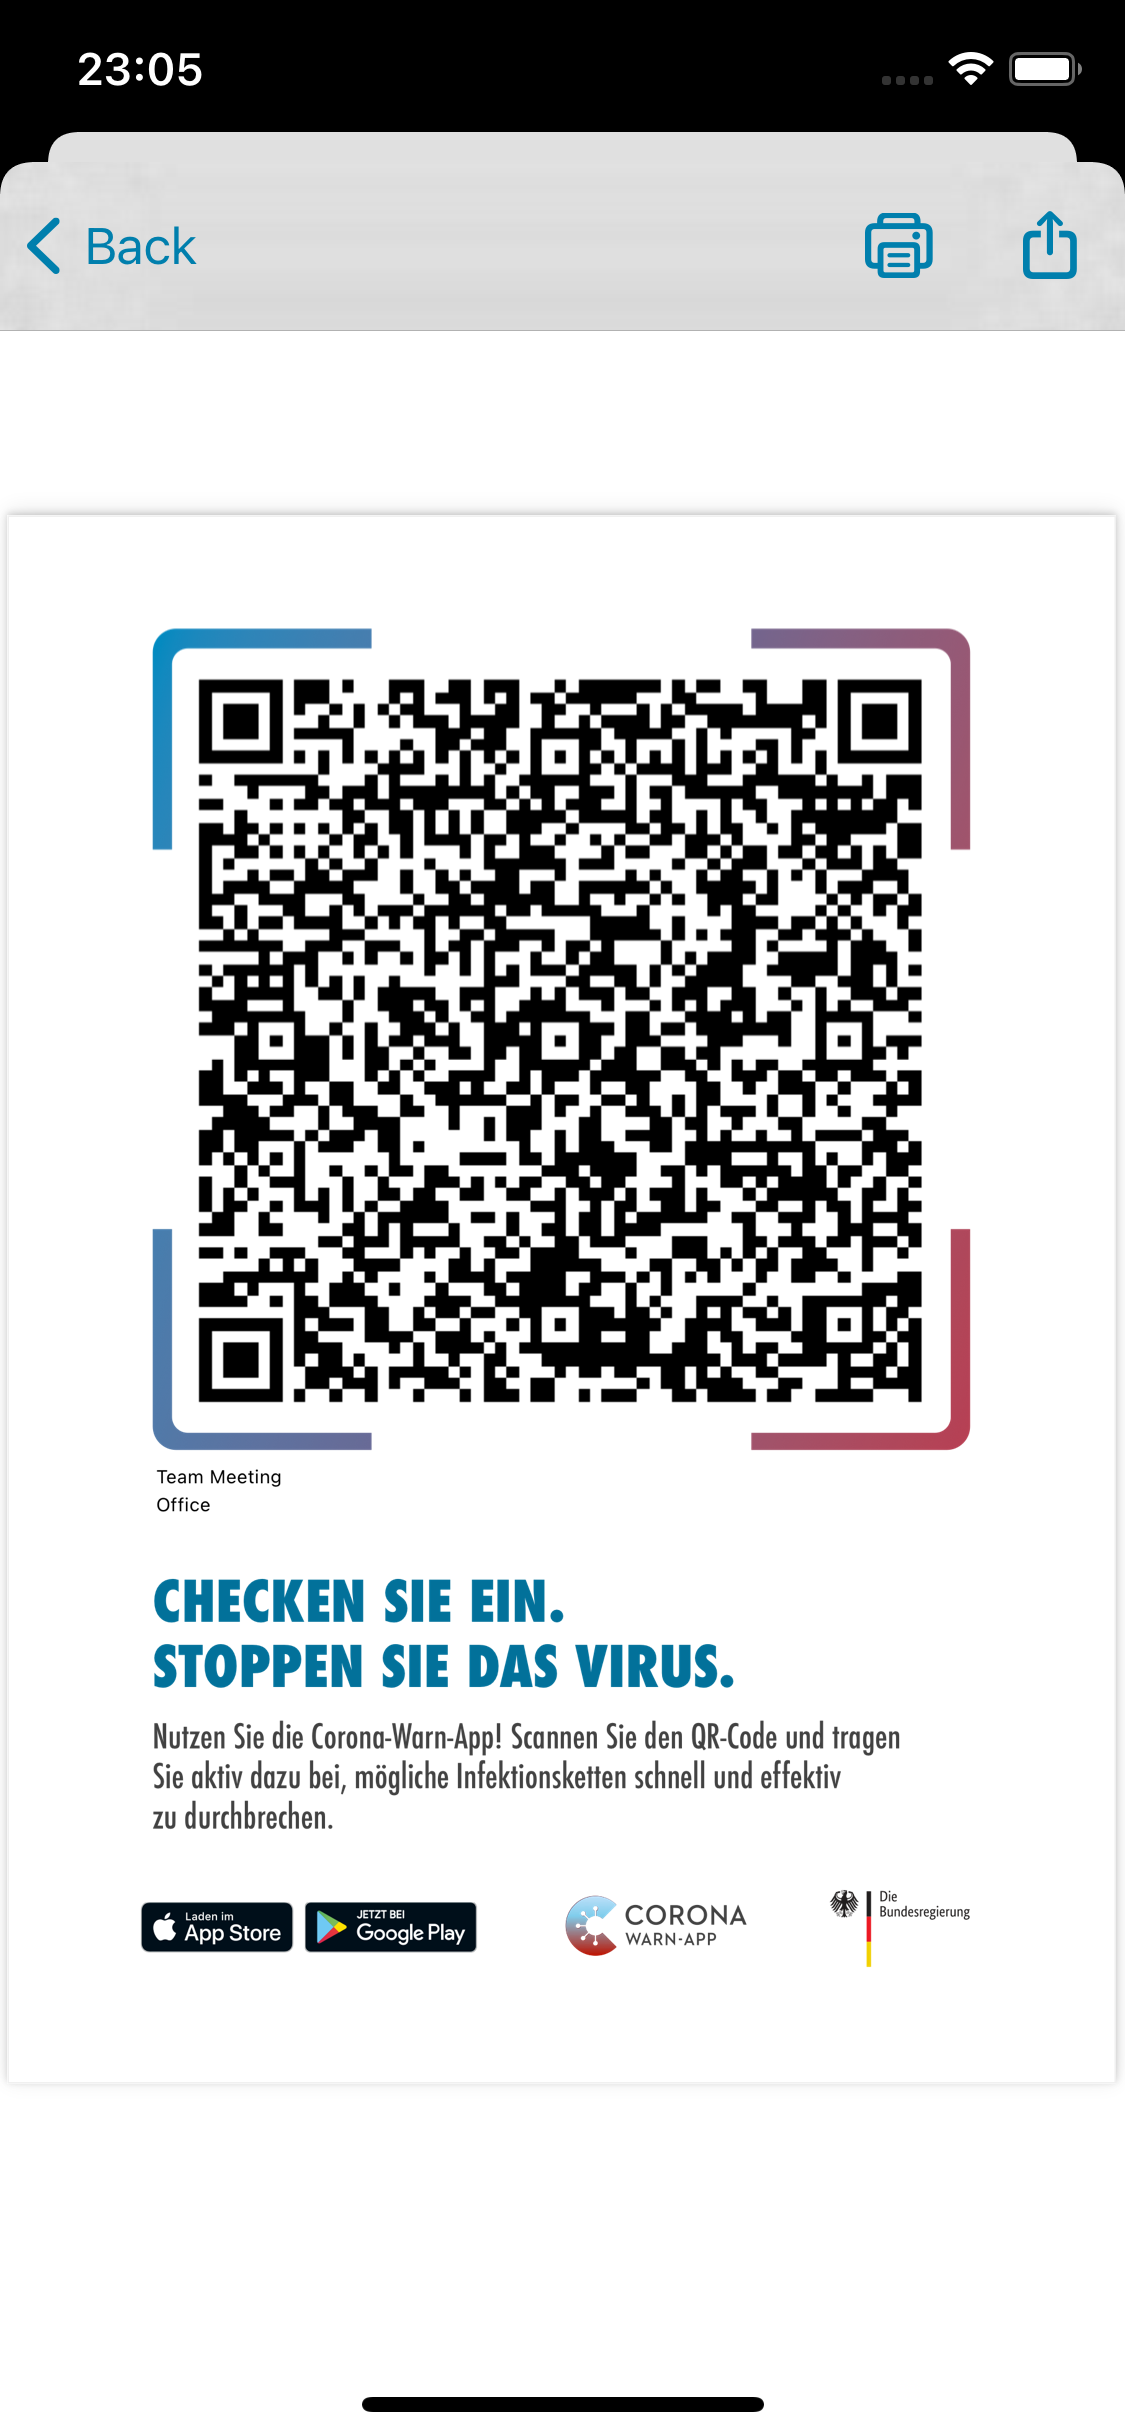 23:05
Back
Team Meeting
Office
CHECKEN SIE EIN.
STOPPEN SIE DAS VIRUS.
Nutzen Sie die Corona-Warn-App! Scannen Sie den QR-Code und tragen
Sie aktiv dazu bei, mögliche Infektionsketten schnell und effektiv
zu durchbrechen.
Laden im
App Store
JETZT BEI
Google Play
CORONA
WARN-APP
Die
Bundesregierung